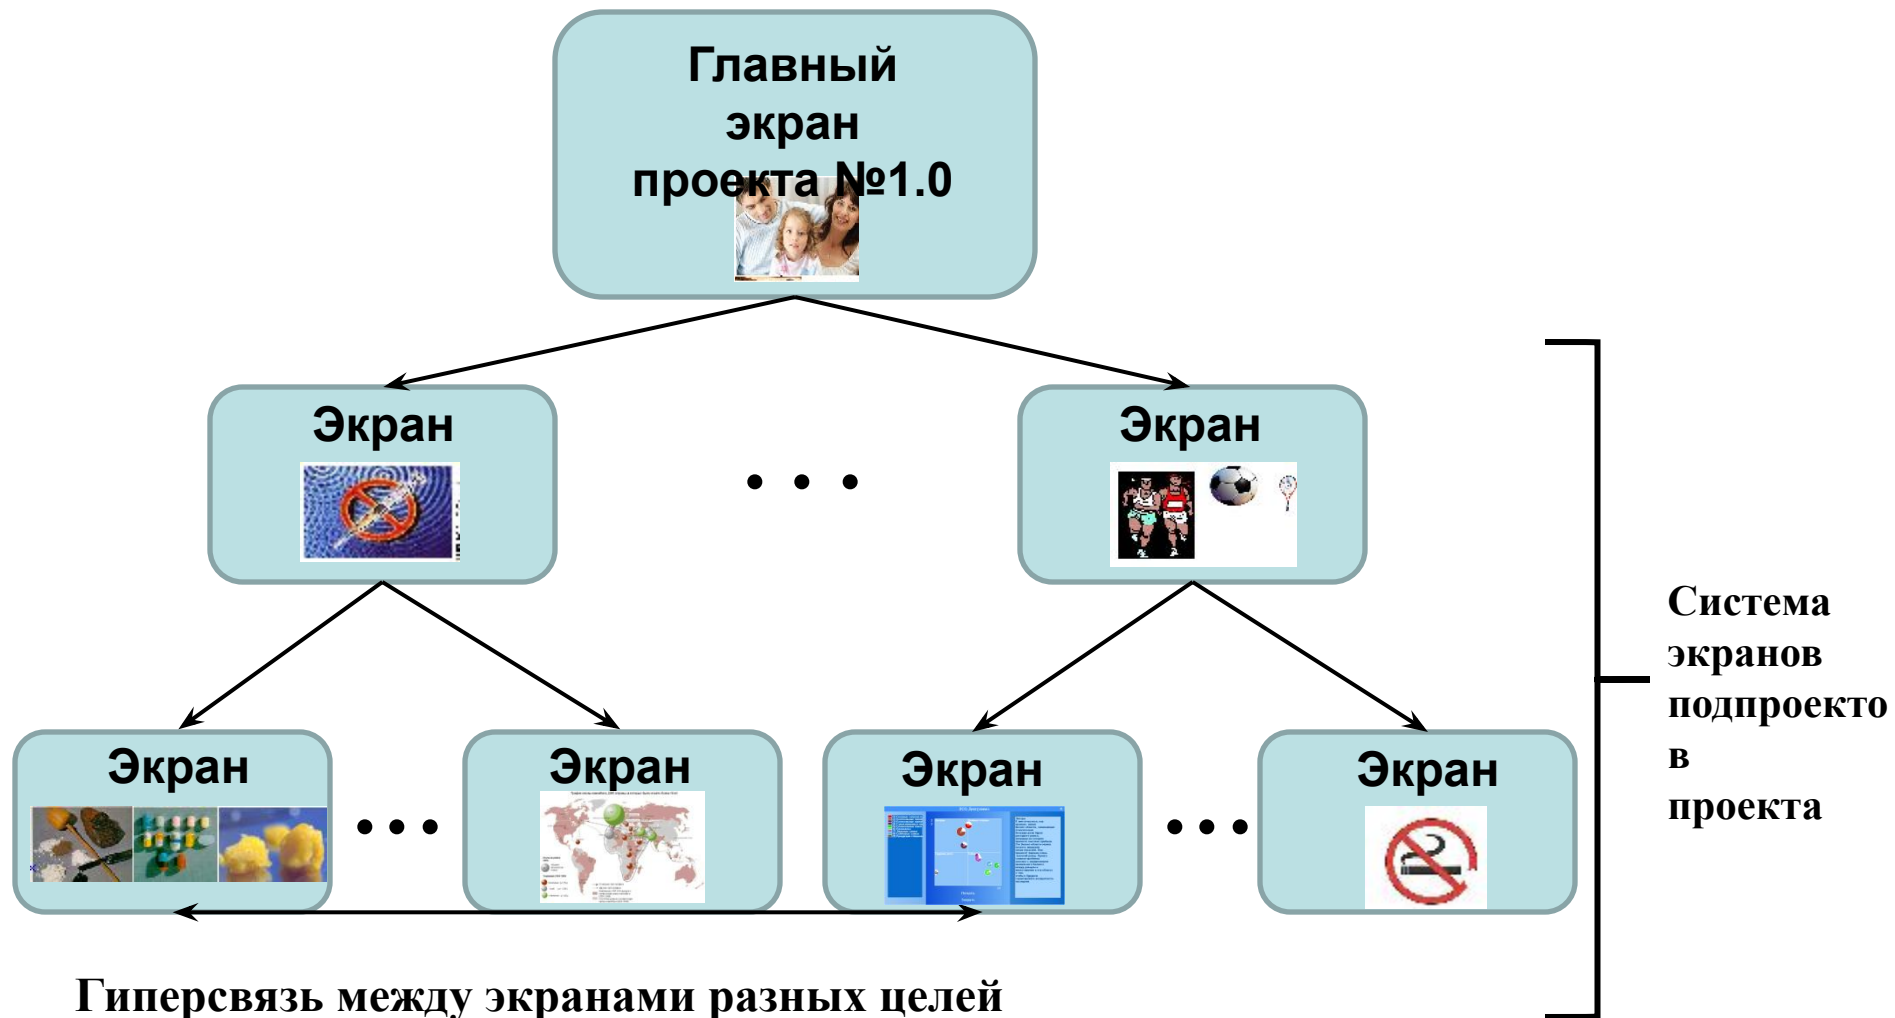 Главный
экран
проекта №1.0
Экран
Экран
Экран
Экран
Экран
Экран
Система
экранов
подпроекто
в
проекта
Гиперсвязь между экранами разных целей